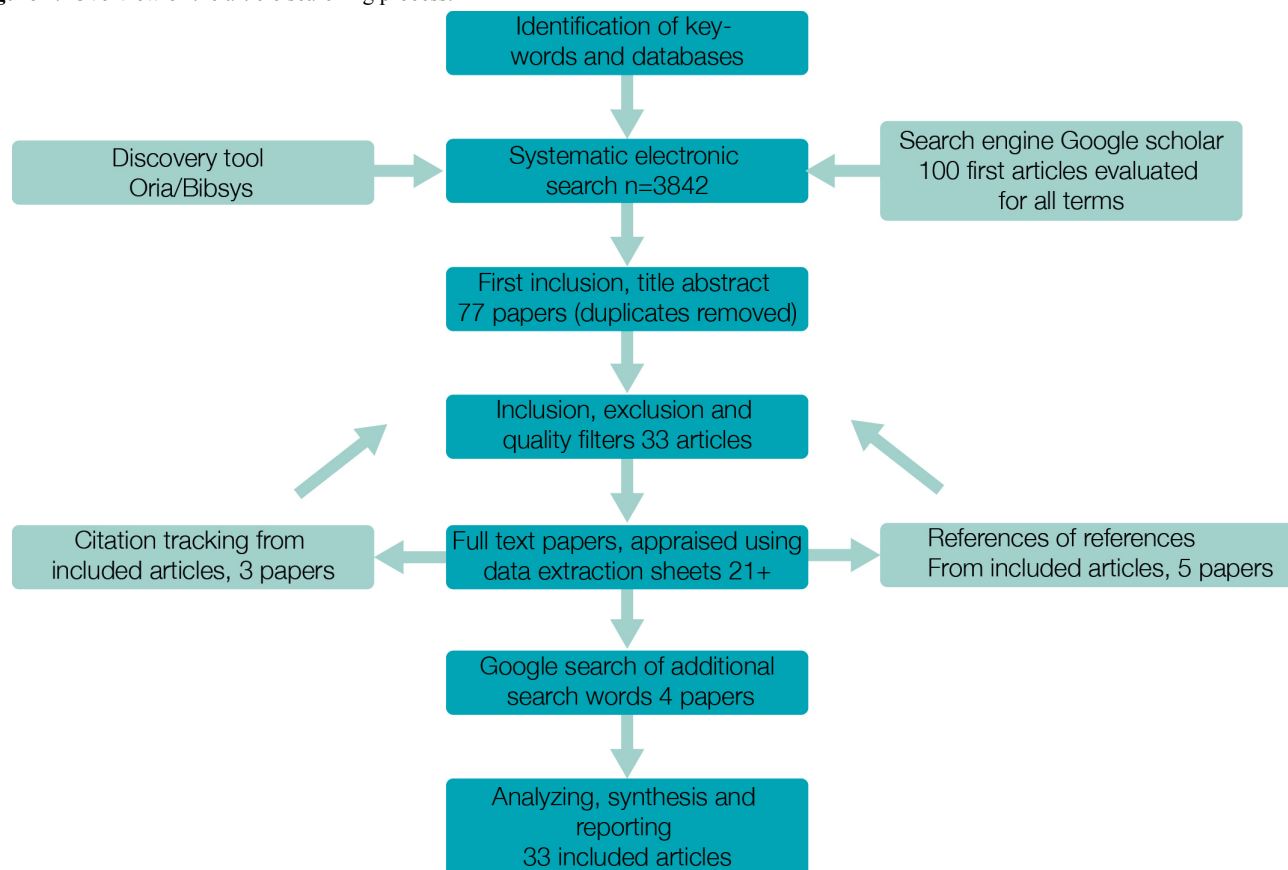 Identification of key-
words and databases
Discovery tool
Oria/Bibsys
Systematic electronic
search n=3842
Search engine Google scholar
100 first articles evaluated
for all terms
First inclusion, title abstract
77 papers (duplicates removed)
Inclusion, exclusion and
quality filters 33 articles
Citation tracking from
included articles, 3 papers
Full text papers, appraised using
data extraction sheets 21+
References of references
From included articles, 5 papers
Google search of additional
search words 4 papers
Analyzing, synthesis and
reporting
33 included articles